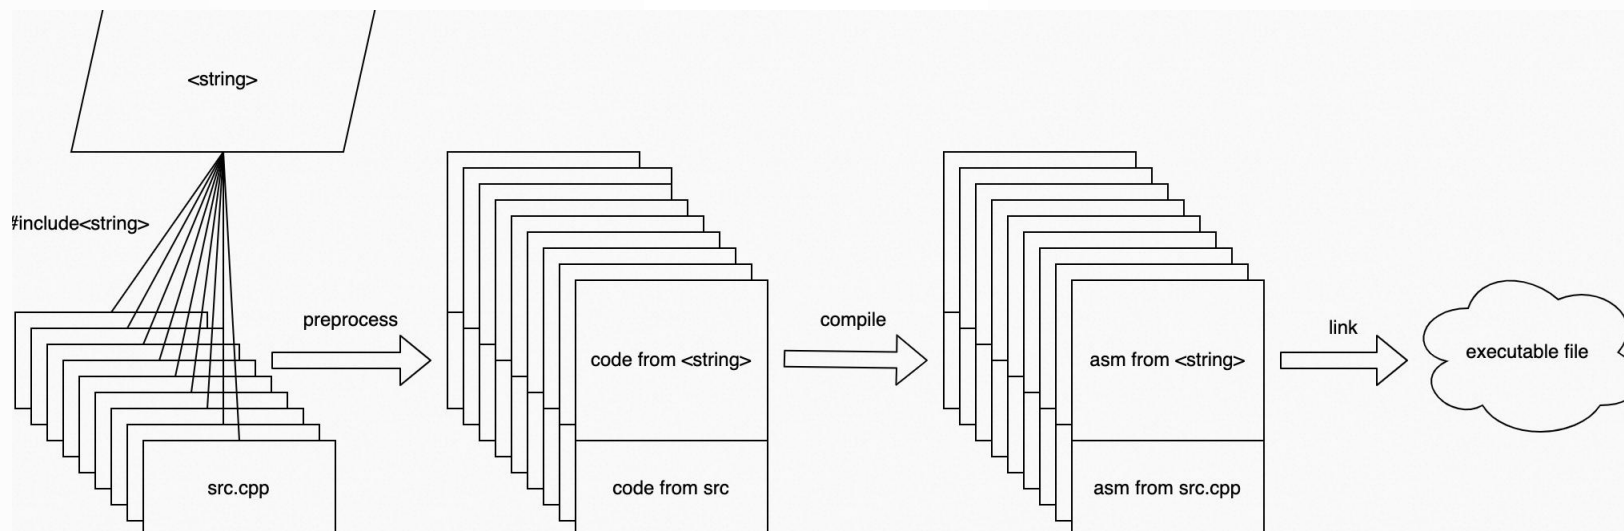 <string>
#include<string>
preprocess
compile
link
code from <string>
asm from <string>
executable file
src.cpp
code from src
asm from src.cpp